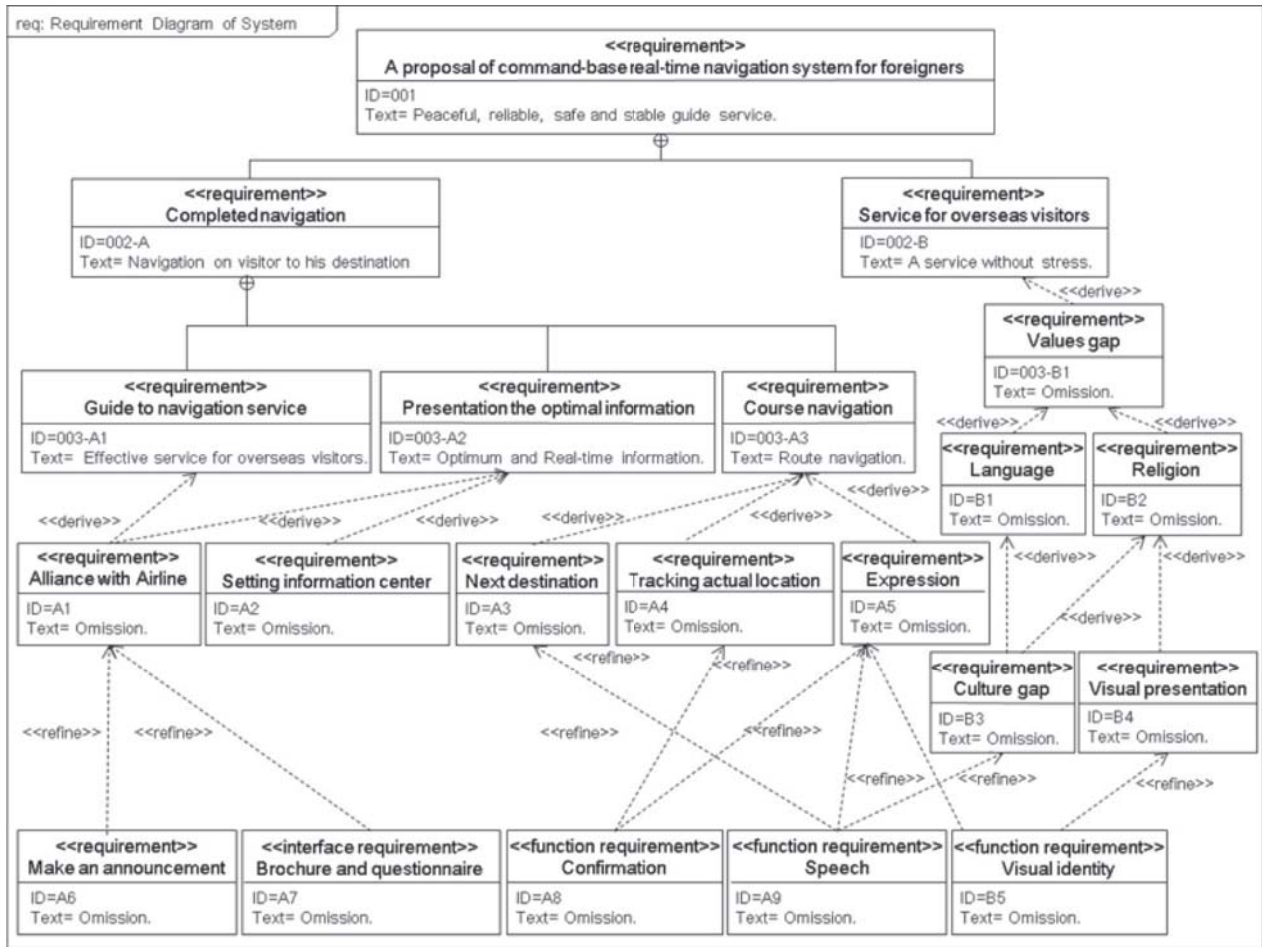 req: Requirement Diagram of System
<<requirement>>
A proposal of command-base real-time navigation system for foreigners
ID=001
Text= Peaceful, reliable, safe and stable guide service.
<<requirement>>
Completed navigation
ID=002-A
Text= Navigation on visitor to his destination
<<requirement>>
Service for overseas visitors
ID=002-B
Text= A service without stress.
<<derive>>
<<requirement>>
Values gap
ID=003-B1
Text= Omission.
<<requirement>>
Guide to navigation service
ID=003-A1
Text= Effective service for overseas visitors.
<<requirement>>
Presentation the optimal information
ID=003-A2
Text= Optimum and Real-time information.
<<requirement>>
Course navigation
ID=003-A3
Text= Route navigation.
<<derive>>
<<derive>>
<<requirement>>
Language
ID=B1
Text= Omission.
<<requirement>>
Religion
ID=B2
Text= Omission.
<<derive>>
<<derive>>
<<derive>>
<<derive>>
<<derive>>
<<derive>>
<<requirement>>
Alliance with Airline
ID=A1
Text= Omission.
<<requirement>>
Setting information center
ID=A2
Text= Omission.
<<requirement>>
Next destination
ID=A3
Text= Omission.
<<requirement>>
Tracking actual location
ID=A4
Text= Omission.
<<requirement>>
Expression
ID=A5
Text= Omission.
<<derive>>
<<derive>>
<<derive>>
<<requirement>>
Culture gap
ID=B3
Text= Omission.
<<requirement>>
Visual presentation
ID=B4
Text= Omission.
<<refine>>
<<refine>>
<<refine>>
<<refine>>
<<refine>>
<<refine>>
<<refine>>
<<refine>>
<<refine>>
<<requirement>>
Make an announcement
ID=A6
Text= Omission.
<<interface requirement>>
Brochure and questionnaire
ID=A7
Text= Omission.
<<function requirement>>
Confirmation
ID=A8
Text= Omission.
<<function requirement>>
Speech
ID=A9
Text= Omission.
<<function requirement>>
Visual identity
ID=B5
Text= Omission.